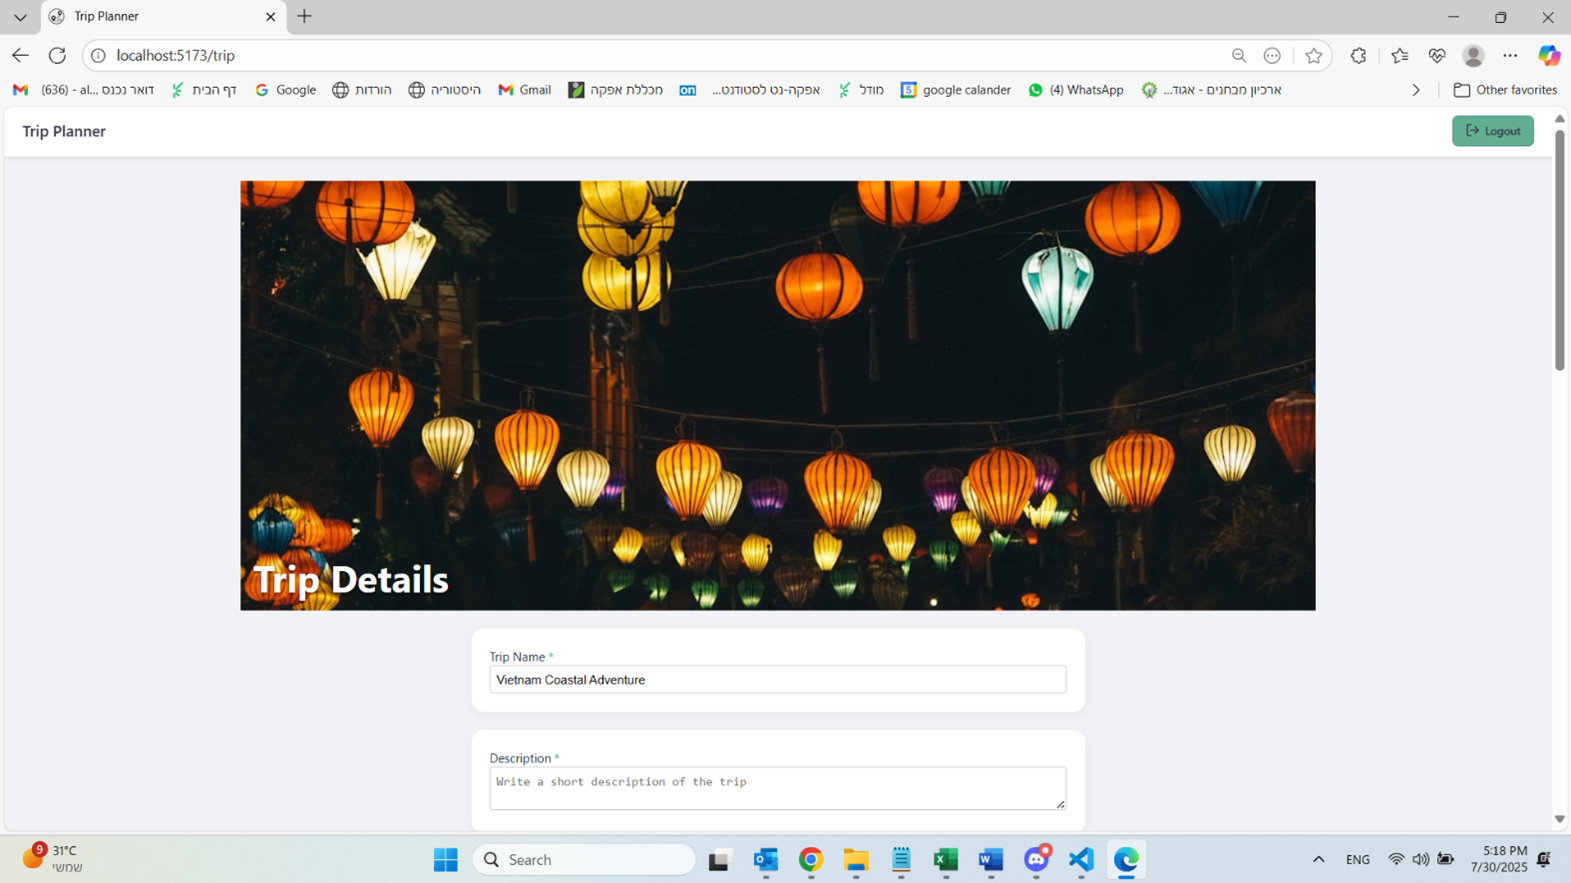 Trip Planner
localhost:5173/trip
דואר נכנס (636) - al...
דף הבית
Google
הורדות
היסטוריה
Gmail
מכללת אפקה
on
אפקה-נט לסטודנט...
מודל
5
google calander
(4) WhatsApp
ארכיון מבחנים - אגוד...
Other favorites
Trip Planner
Logout
Trip Details
Trip Name *
Vietnam Coastal Adventure
Description *
Write a short description of the trip
9
31°C
שמשי
Search
ENG
5:18 PM
7/30/2025